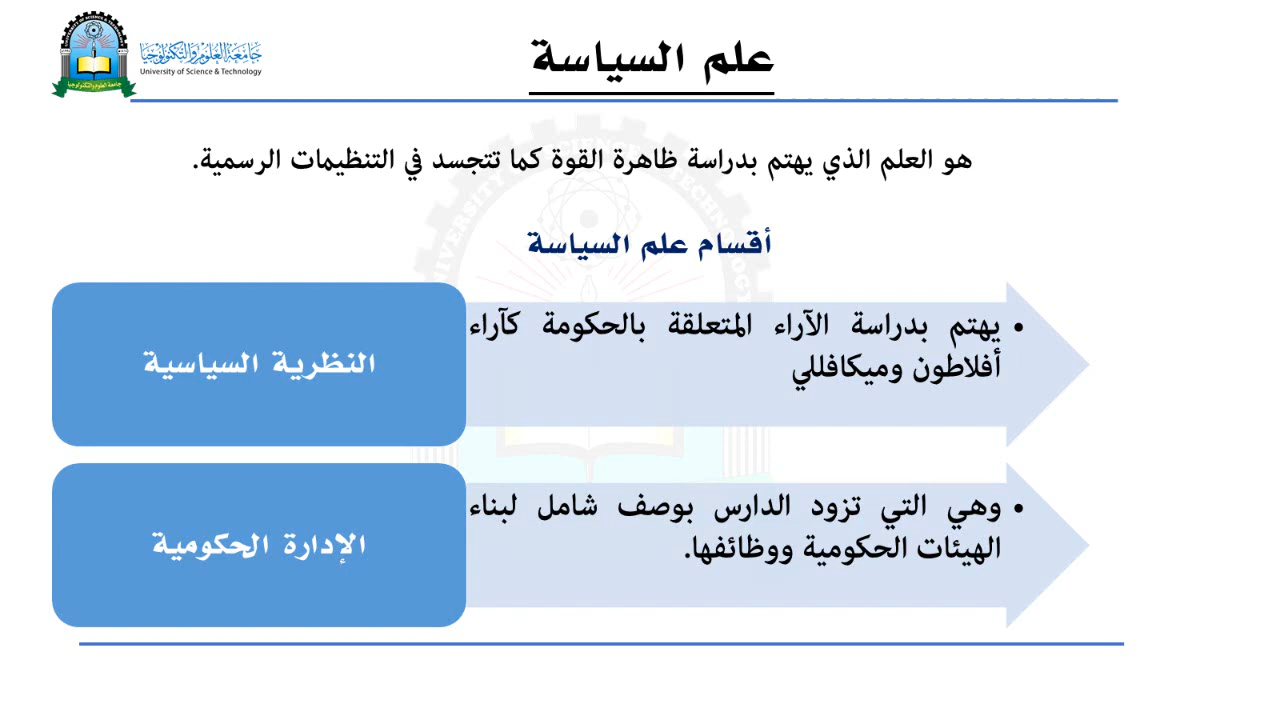 جامعة العلوم والتكنولوجيا
University of Science & Technology
علم السياسة
هو العلم الذي يهتم بدراسة ظاهرة القوة كما تتجسد في التنظيمات الرسمية.
أقسام علم السياسة
• يهتم بدراسة الآراء المتعلقة بالحكومة كآراء
أفلاطون وميكافللي
النظرية السياسية
• وهي التي تزود الدارس بوصف شامل لبناء
الهيئات الحكومية ووظائفها.
الإدارة الحكومية